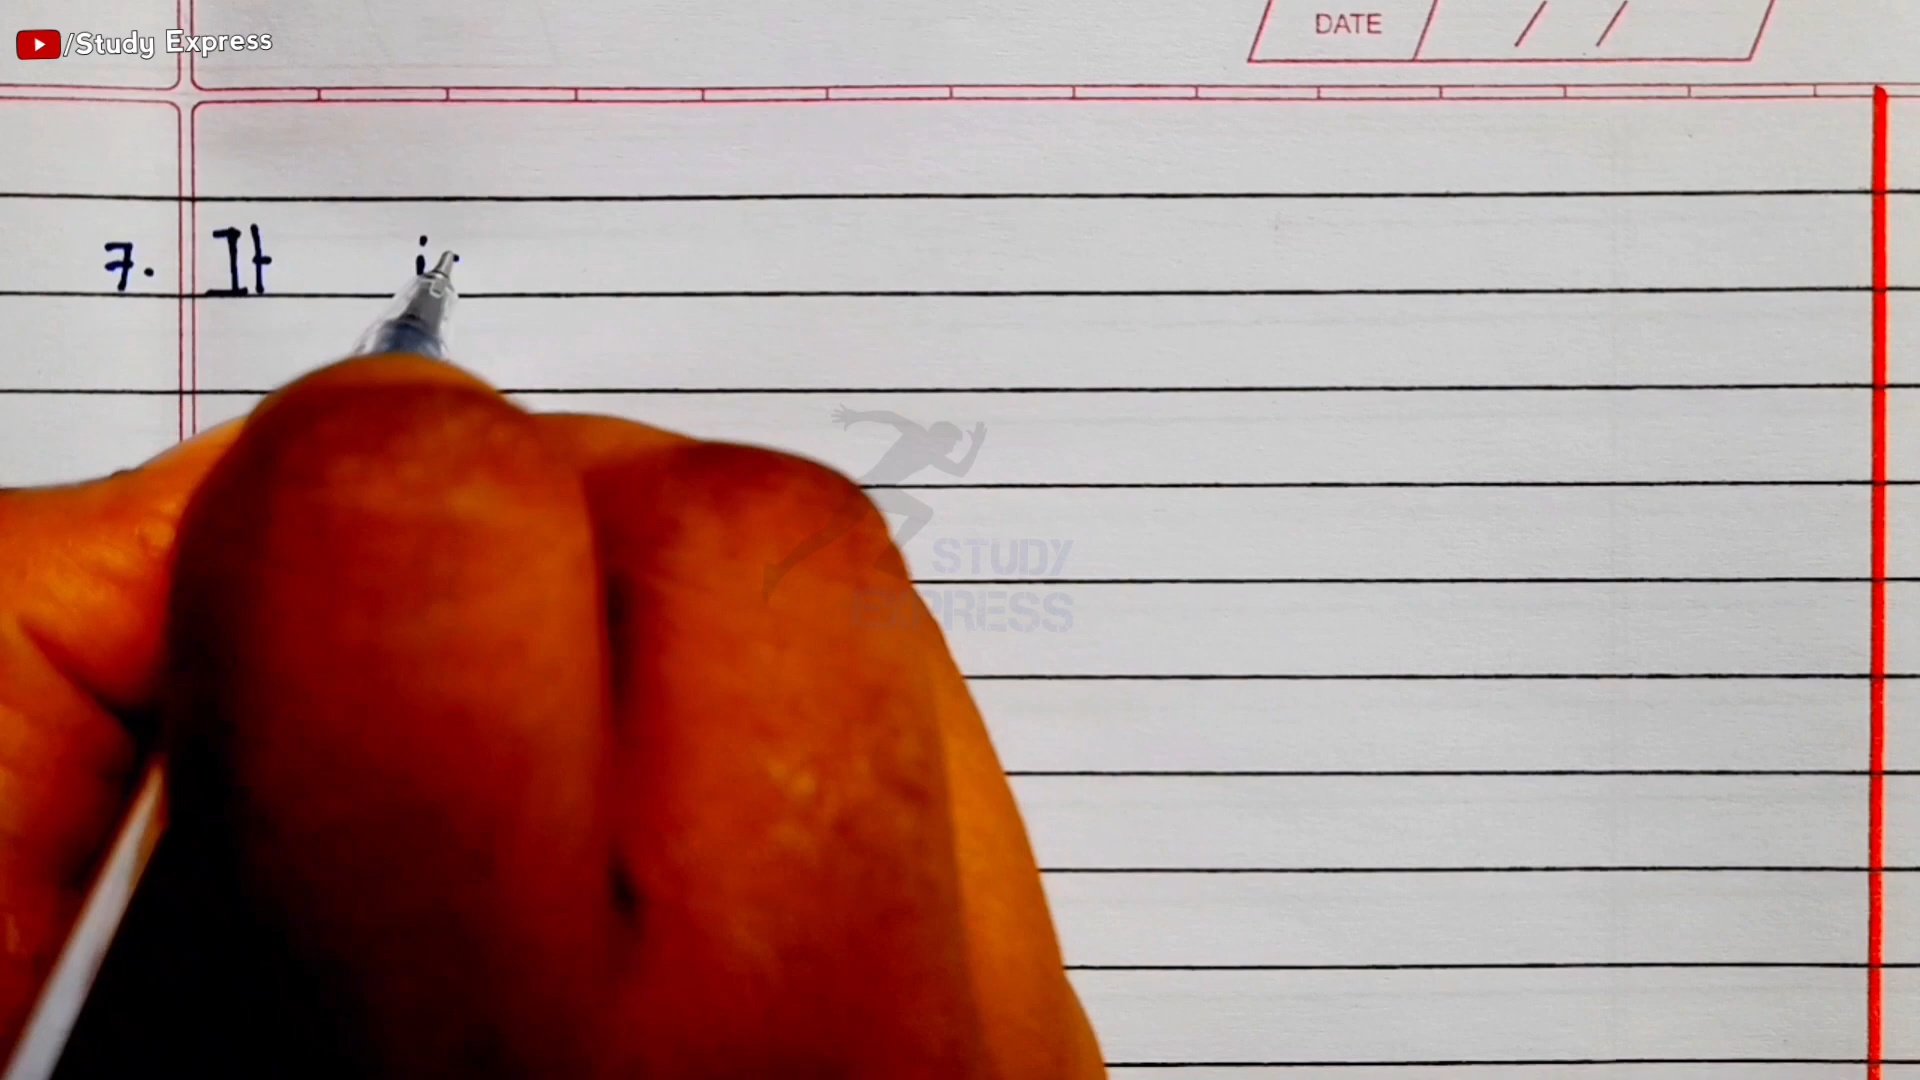 /Study Express
DATE / /
7. It i
STUDY
EXPRESS